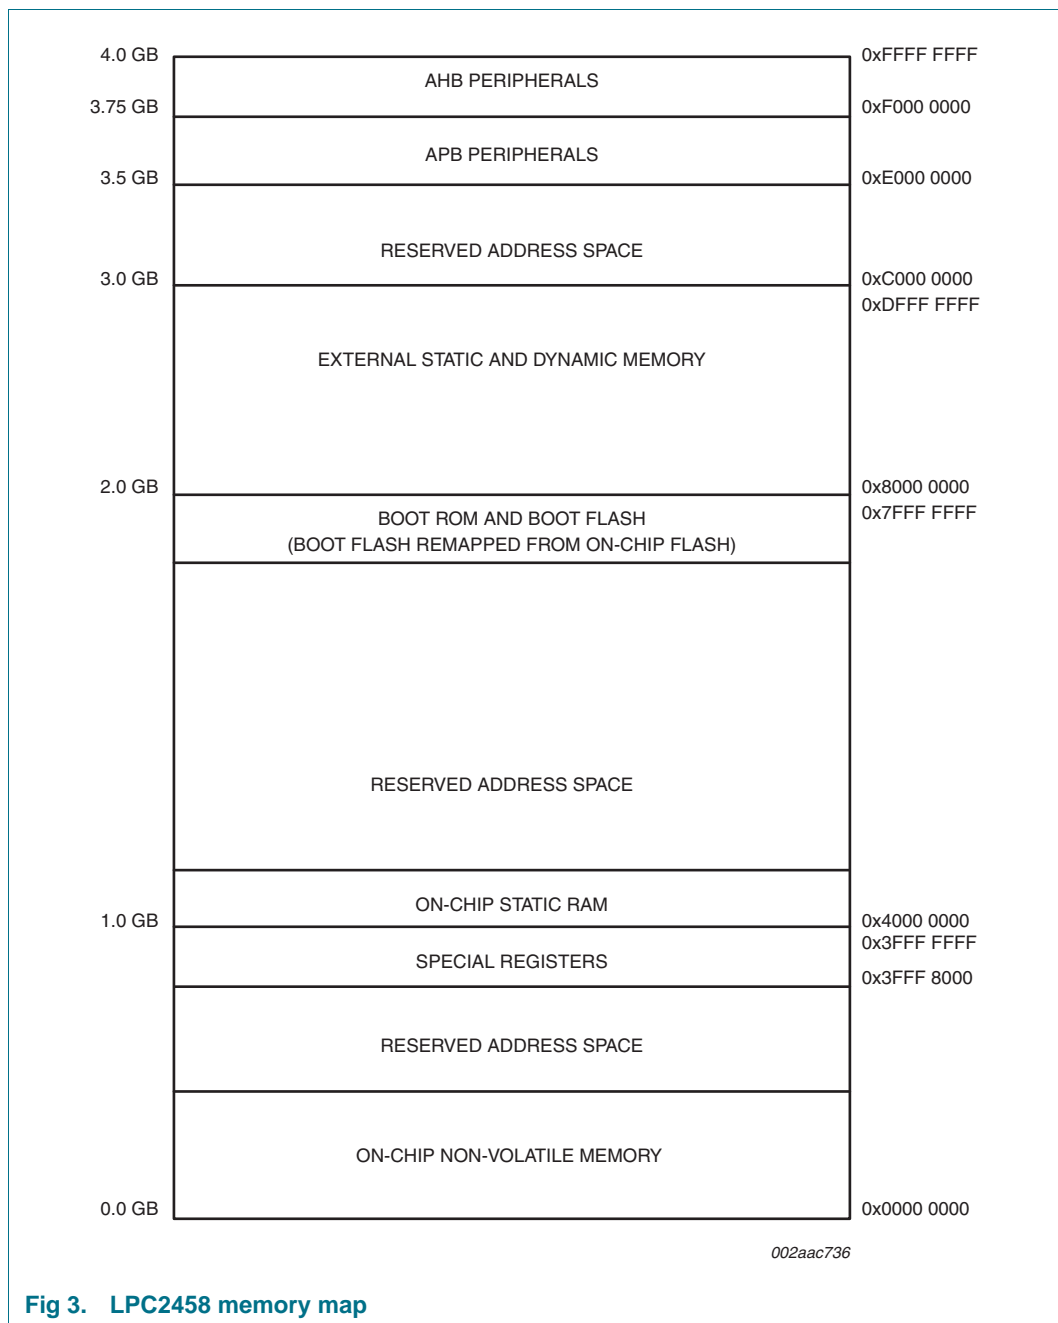 4.0 GB 0xFFFF FFFF
AHB PERIPHERALS
3.75 GB 0xF000 0000
APB PERIPHERALS
3.5 GB 0xE000 0000
RESERVED ADDRESS SPACE
3.0 GB 0xC000 0000
0xDFFF FFFF
EXTERNAL STATIC AND DYNAMIC MEMORY
2.0 GB 0x8000 0000
0x7FFF FFFF
BOOT ROM AND BOOT FLASH
(BOOT FLASH REMAPPED FROM ON-CHIP FLASH)
RESERVED ADDRESS SPACE
ON-CHIP STATIC RAM
1.0 GB 0x4000 0000
0x3FFF FFFF
SPECIAL REGISTERS
0x3FFF 8000
RESERVED ADDRESS SPACE
ON-CHIP NON-VOLATILE MEMORY
0.0 GB 0x0000 0000
002aac736
Fig 3. LPC2458 memory map